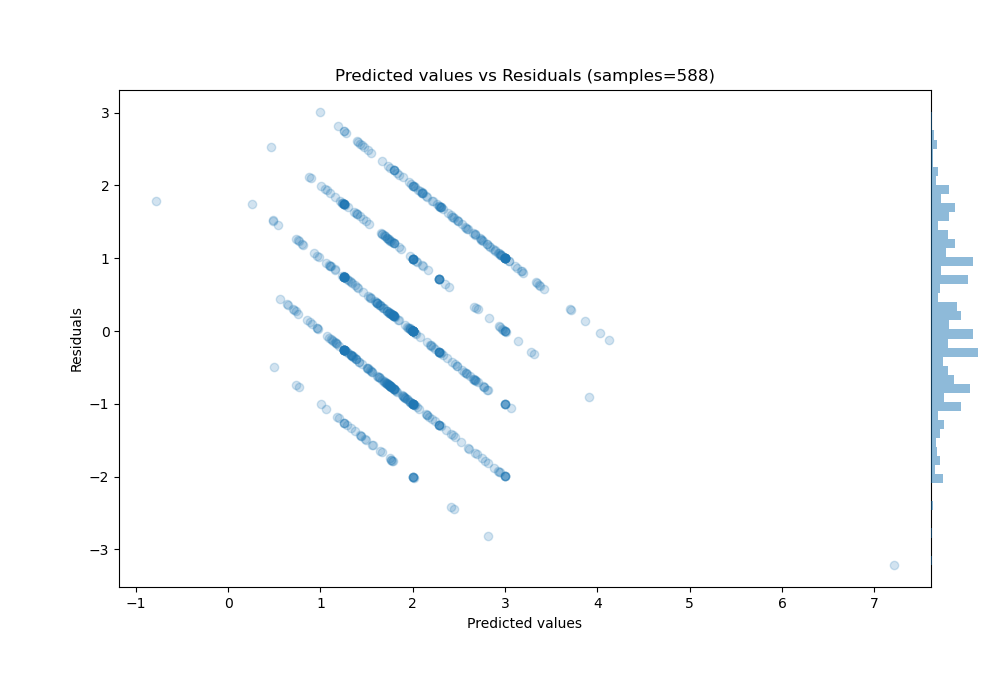 Predicted values vs Residuals (samples=588)
3
2
1
0
−1
−2
−3
Residuals
−1 0 1 2 3 4 5 6 7
Predicted values